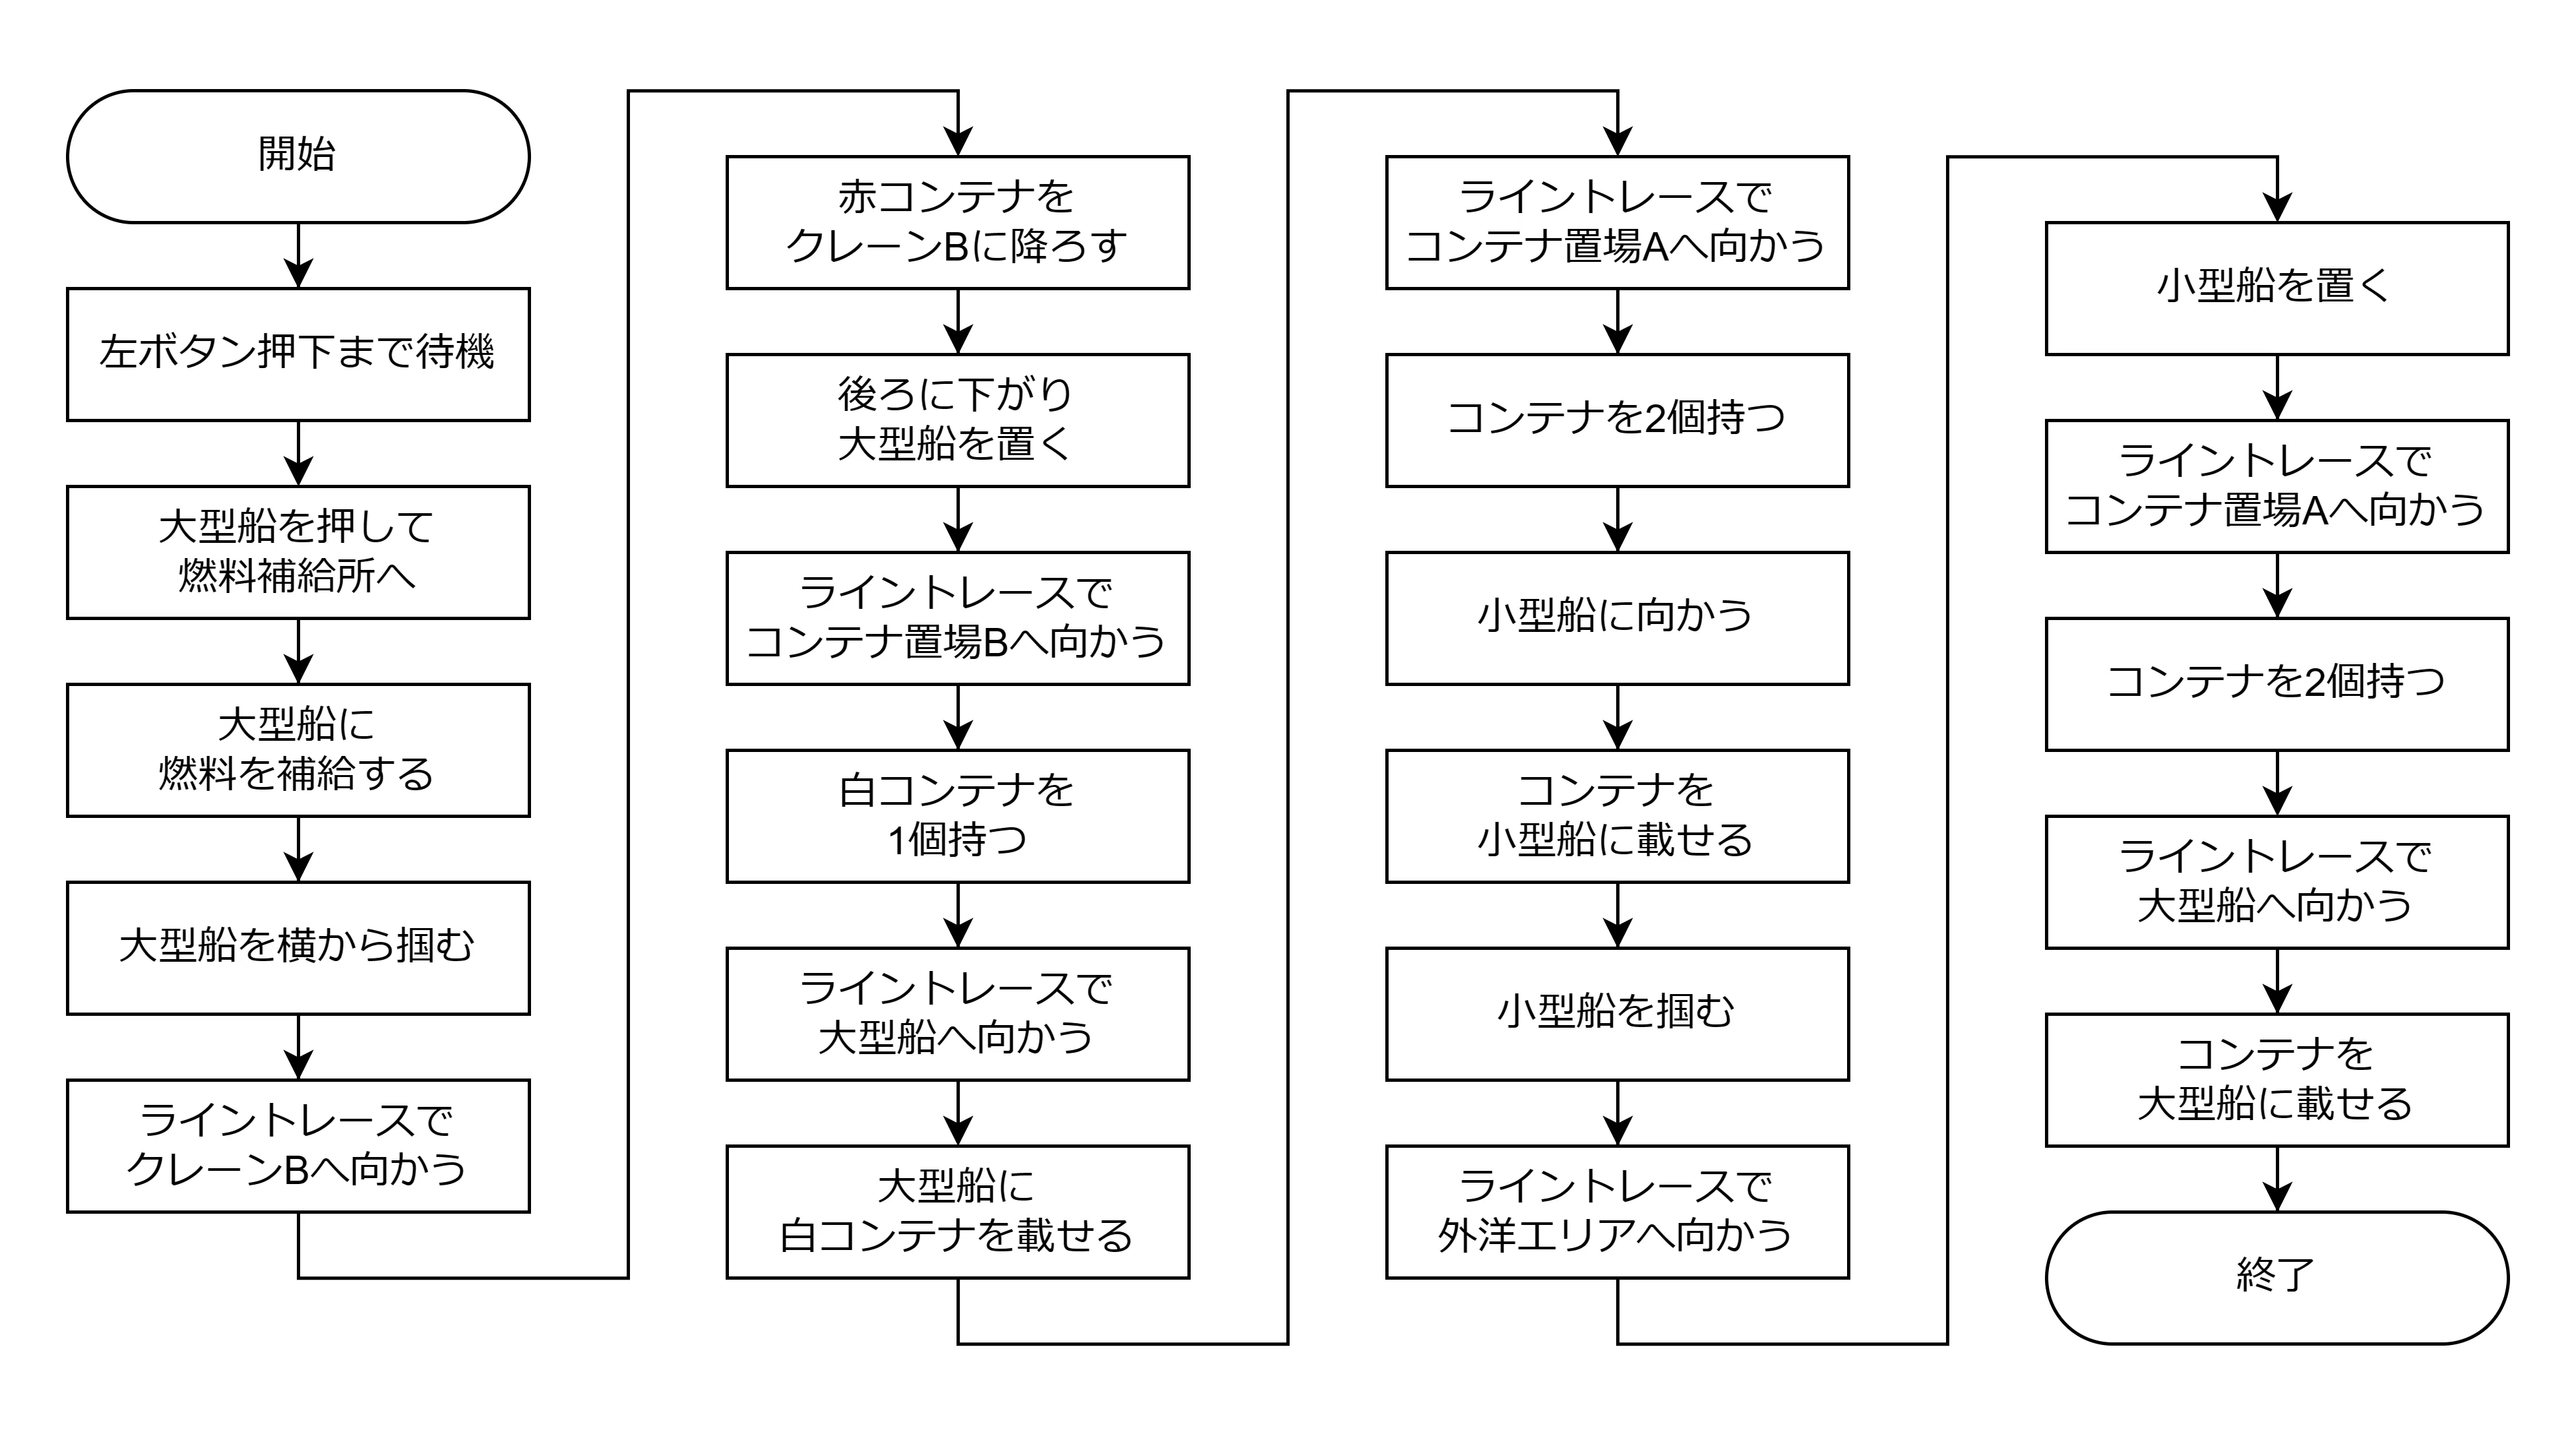 開始
左ボタン押下まで待機
大型船を押して
燃料補給所へ
大型船に
燃料を補給する
大型船を横から掴む
ライントレースで
クレーンBへ向かう
赤コンテナを
クレーンBに降ろす
後ろに下がり
大型船を置く
ライントレースで
コンテナ置場Bへ向かう
白コンテナを
1個持つ
ライントレースで
大型船へ向かう
大型船に
白コンテナを載せる
ライントレースで
コンテナ置場Aへ向かう
コンテナを2個持つ
小型船に向かう
コンテナを
小型船に載せる
小型船を掴む
ライントレースで
外洋エリアへ向かう
小型船を置く
ライントレースで
コンテナ置場Aへ向かう
コンテナを2個持つ
ライントレースで
大型船へ向かう
コンテナを
大型船に載せる
終了